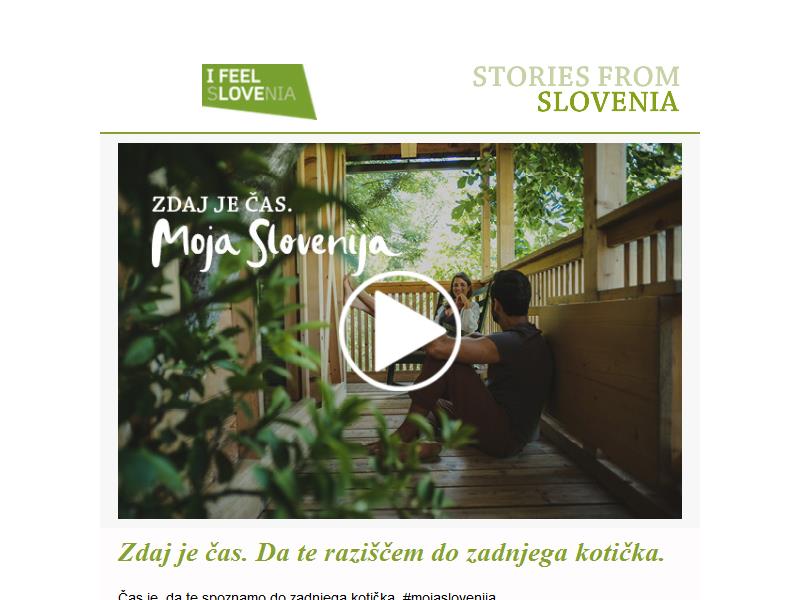 I FEEL
SLOVENIA
STORIES FROM
SLOVENIA
ZDAJ JE ČAS.
Moja Slovenija
Zdaj je čas. Da te raziščem do zadnjega kotička.
Čas je, da te spoznamo do zadnjega kotička. #mojaslovenija